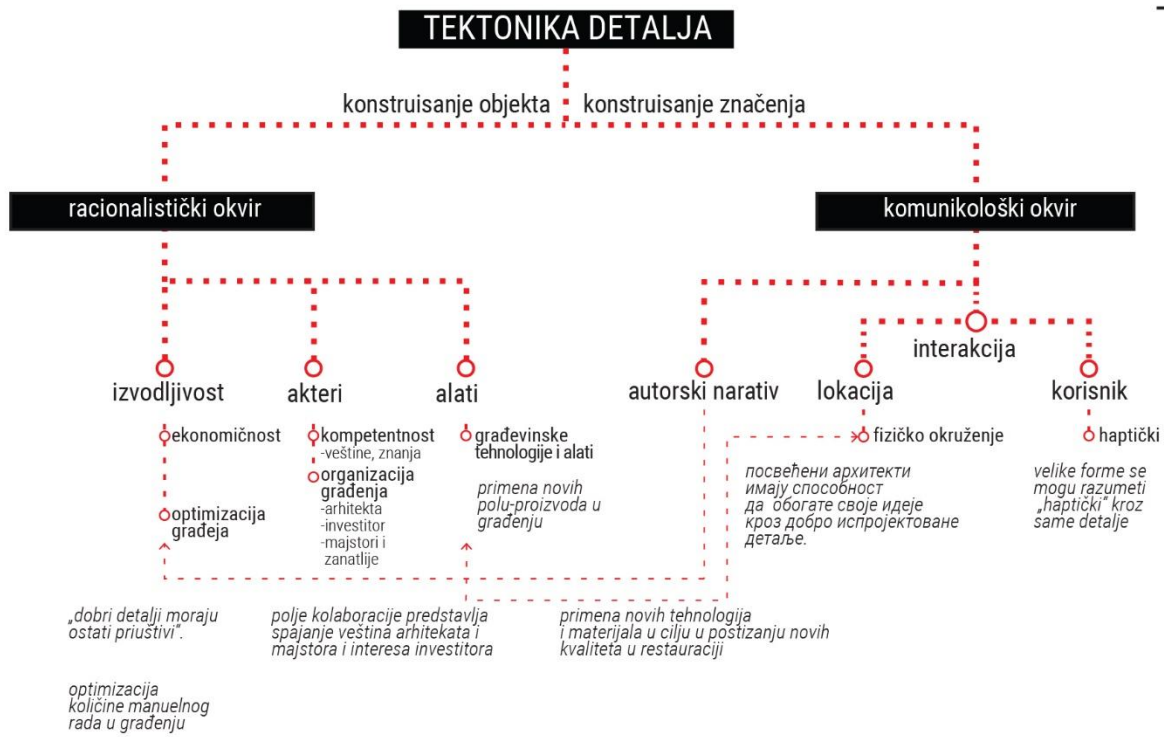 TEKTONIKA DETALJA
konstruisanje objekta
konstruisanje značenja
racionalistički okvir
komunikološki okvir
interakcija
izvodljivost
akteri
alati
autorski narativ
lokacija
korisnik
ekonomičnost
optimizacija
građeja
kompetentnost
-veštine, znanja
organizacija
građenja
-arhitekta
-investitor
-majstori i
zanatlije
građevinske
tehnologije i alati
primena novih
polu-proizvoda u
građenju
fizičko okruženje
посвећени архитекти
имају способност
да обогате своје идеје
кроз добро испројектоване
детаље.
haptički
velike forme se
mogu razumeti
„haptički“ kroz
same detalje
„dobri detalji moraju
ostati priuštivi".
optimizacija
količine manuelnog
rada u građenju
polje kolaboracije predstavlja
spajanje veština arhitekata i
majstora i interesa investitora
primena novih tehnologija
i materijala u cilju u postizanju novih
kvaliteta u restauraciji